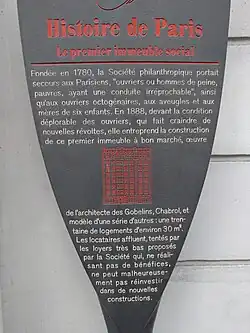 Histoire de Paris
Le premier immeuble social
Fondée en 1780, la Société philanthropique portait
secours aux Parisiens, "ouvriers ou hommes de peine,
pauvres, ayant une conduite irréprochable", ainsi
qu'aux ouvriers octogénaires, aux aveugles et aux
mères de six enfants. En 1888, devant la condition
déplorable des ouvriers, qui fait craindre de
nouvelles révoltes, elle entreprend la construction
de ce premier immeuble à bon marché, œuvre
de l'architecte des Gobelins, Chabrol, et
modèle d'une série d'autres : une tren-
taine de logements d'environ 30 m².
Les locataires affluent, tentés par
les loyers très bas proposés
par la Société qui, ne réali-
sant pas de bénéfices,
ne peut malheureuse-
ment pas réinvestir
dans de nouvelles
constructions.